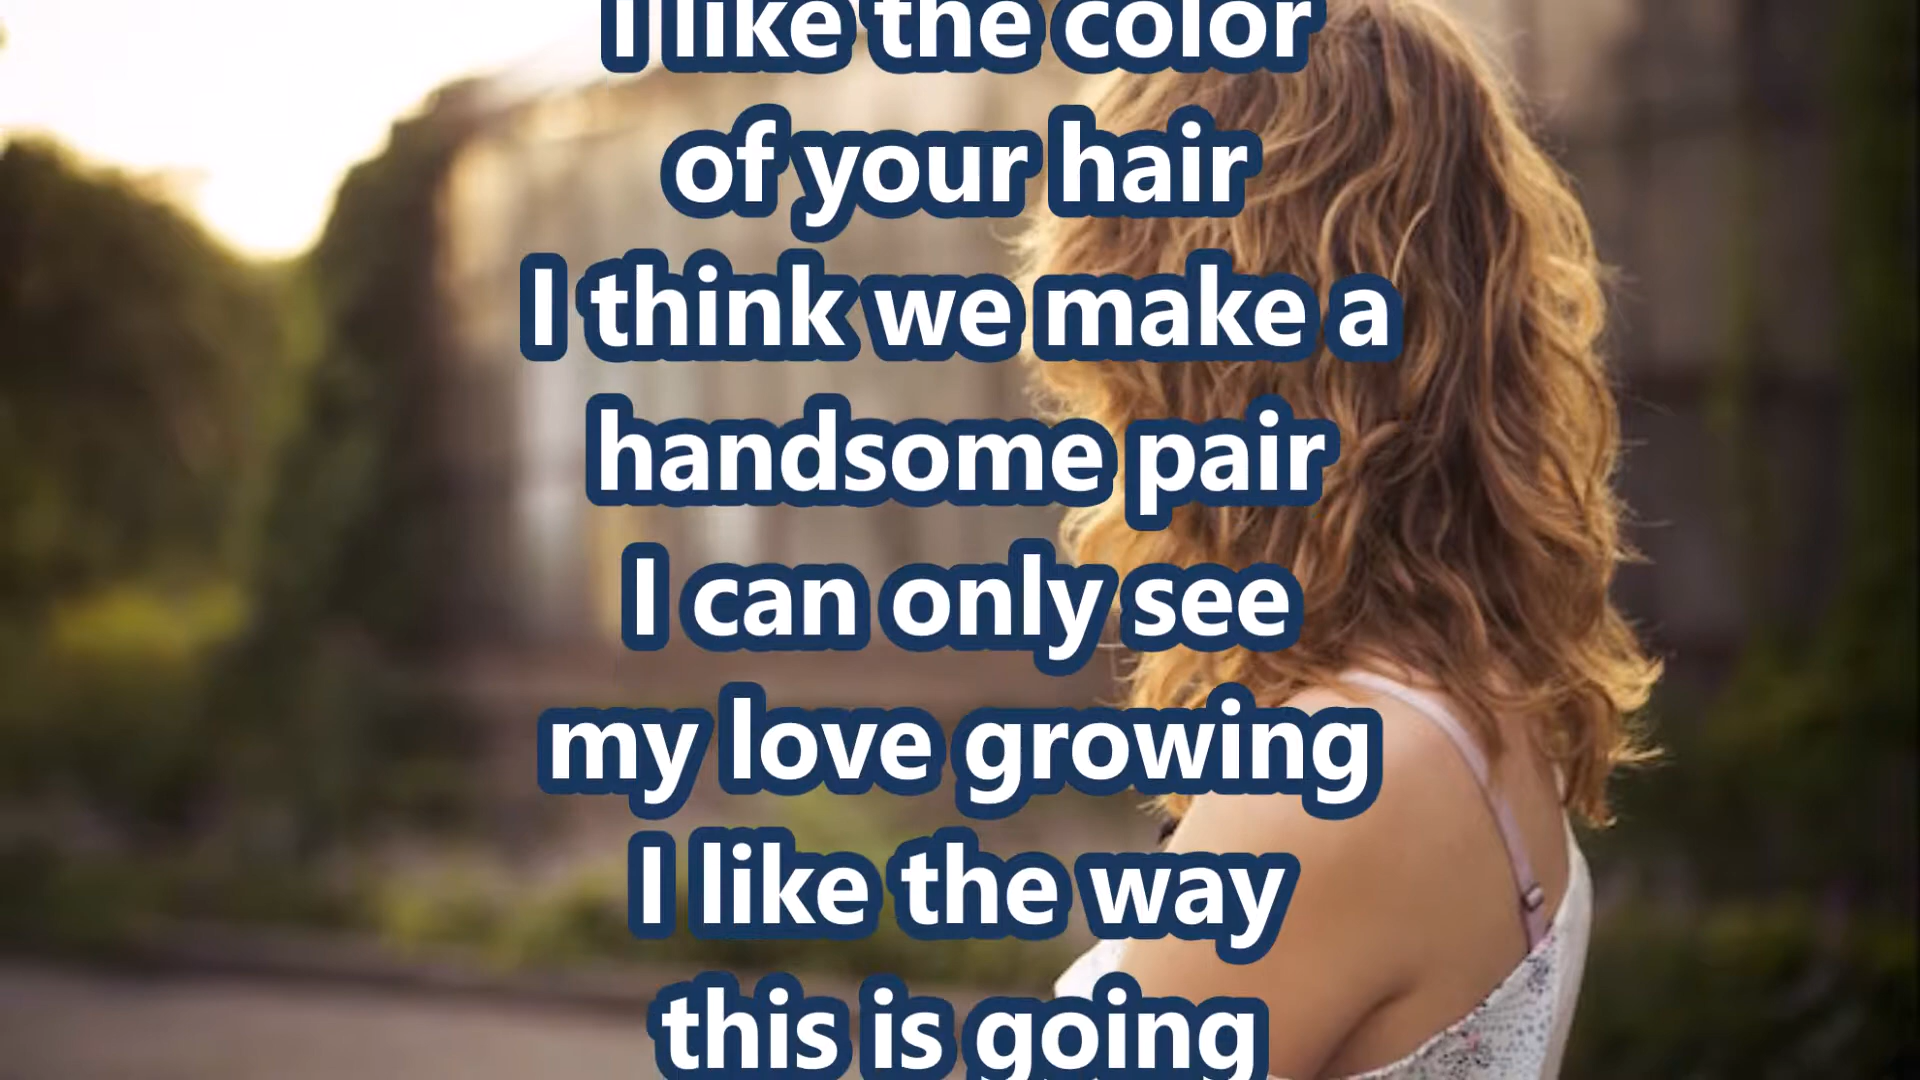 I like the color
of your hair
I think we make a
handsome pair
I can only see
my love growing
I like the way
this is going